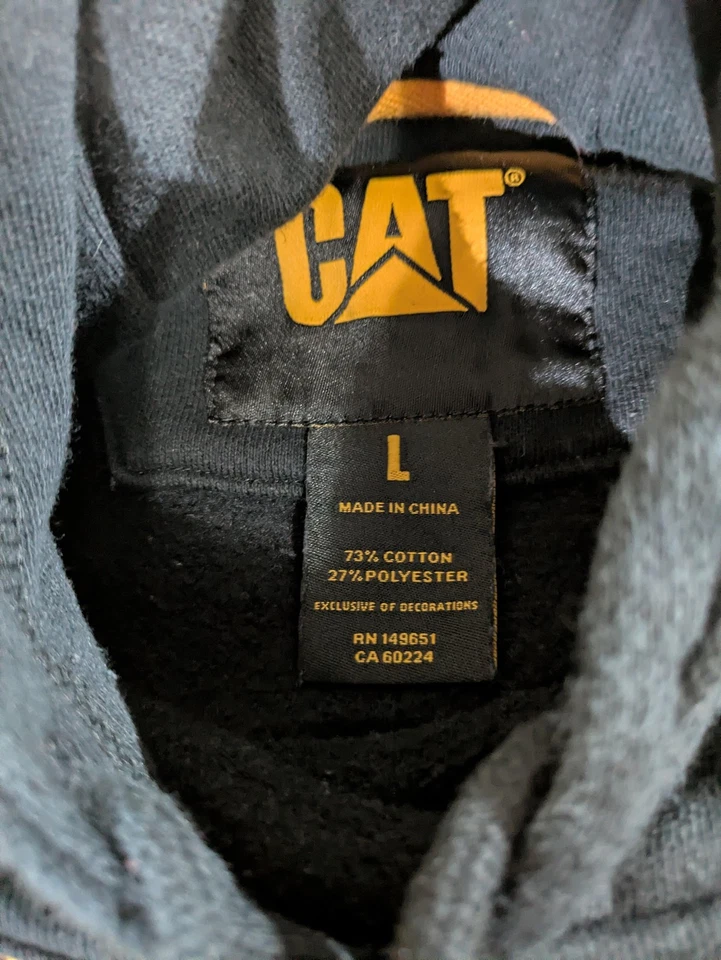 CAT®
L
MADE IN CHINA
73% COTTON
27% POLYESTER
EXCLUSIVE OF DECORATIONS
RN 149651
CA 60224